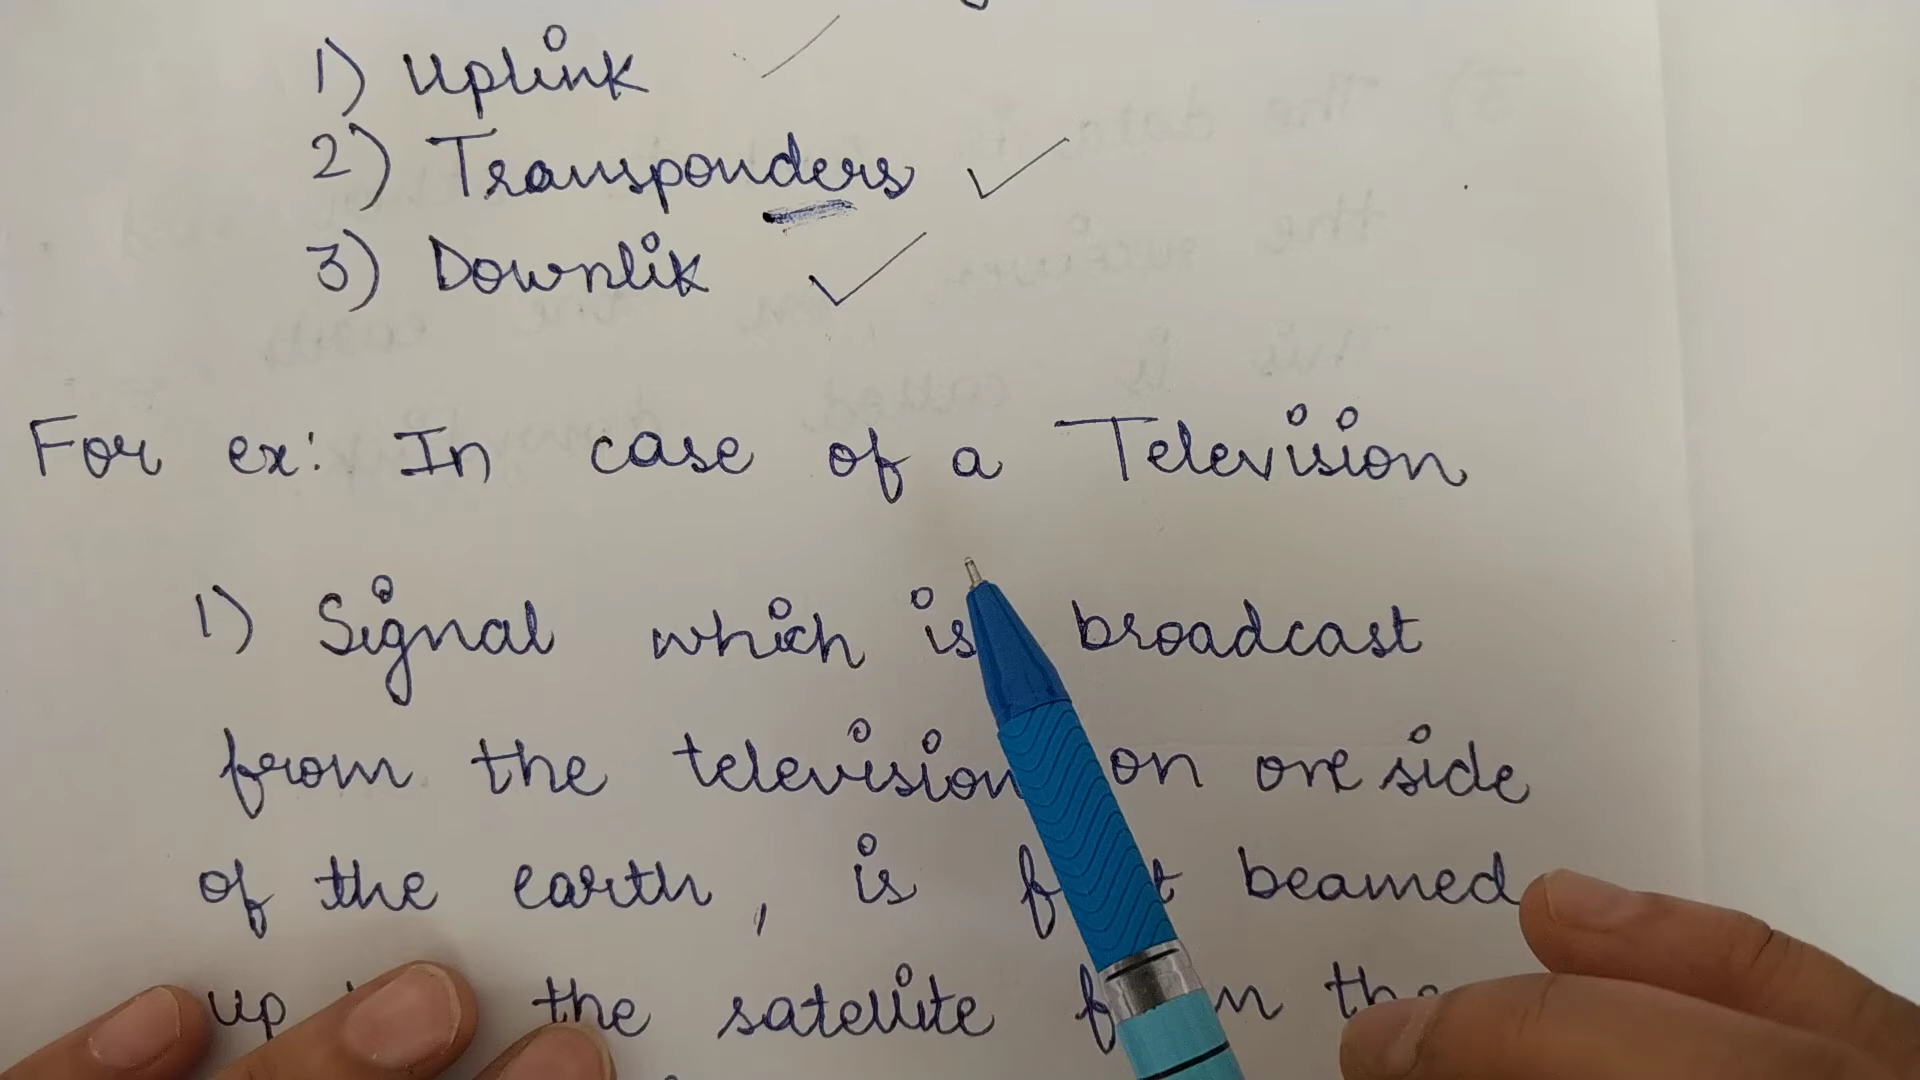 1) Uplink
2) Transponders
3) Downlik
For ex: In case of a Television
1) Signal which is broadcast
from the television on one side
of the earth, is beamed
up the satellite